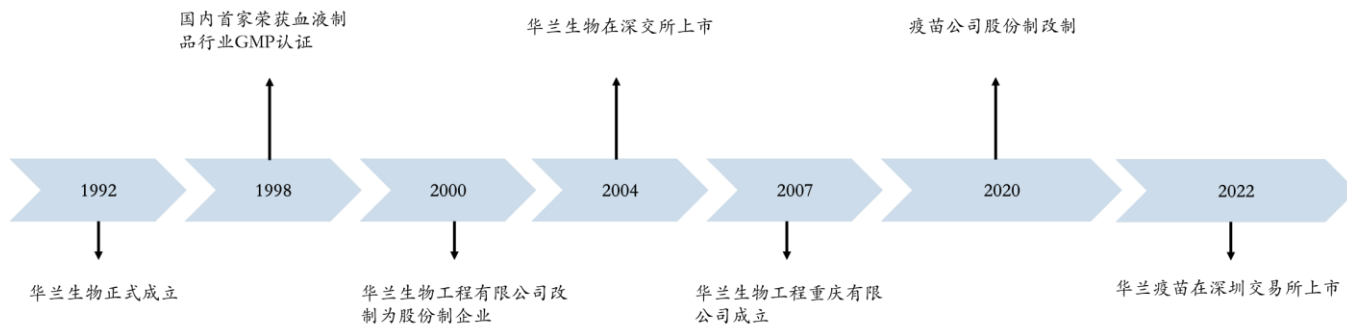 国内首家荣获血液制
品行业GMP认证
华兰生物在深交所上市
疫苗公司股份制改制
1992
1998
2000
2004
2007
2020
2022
华兰生物正式成立
华兰生物工程有限公司改
制为股份制企业
华兰生物工程重庆有限
公司成立
华兰疫苗在深圳交易所上市